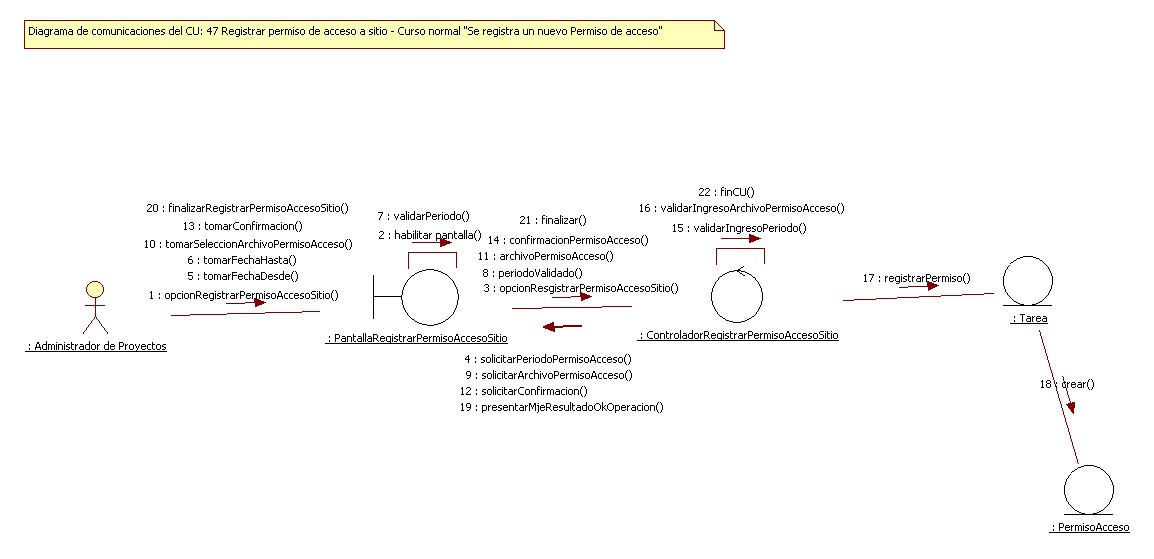 Diagrama de comunicaciones del CU: 47 Registrar permiso de acceso a sitio - Curso normal "Se registra un nuevo Permiso de acceso"
20 : finalizarRegistrarPermisoAccesoSitio()
13 : tomarConfirmacion()
10 : tomarSeleccionArchivoPermisoAcceso()
6 : tomarFechaHasta()
5 : tomarFechaDesde()
1 : opcionRegistrarPermisoAccesoSitio()
: Administrador de Proyectos
7 : validarPeriodo()
2 : habilitar pantalla()
: PantallaRegistrarPermisoAccesoSitio
21 : finalizar()
14 : confirmacionPermisoAcceso()
11 : archivoPermisoAcceso()
8 : periodoValidado()
3 : opcionResgistrarPermisoAccesoSitio()
4 : solicitarPeriodoPermisoAcceso()
9 : solicitarArchivoPermisoAcceso()
12 : solicitarConfirmacion()
19 : presentarMjeResultadoOkOperacion()
22 : finCU()
16 : validarIngresoArchivoPermisoAcceso()
15 : validarIngresoPeriodo()
: ControladorRegistrarPermisoAccesoSitio
17 : registrarPermiso()
: Tarea
18 : crear()
: PermisoAcceso